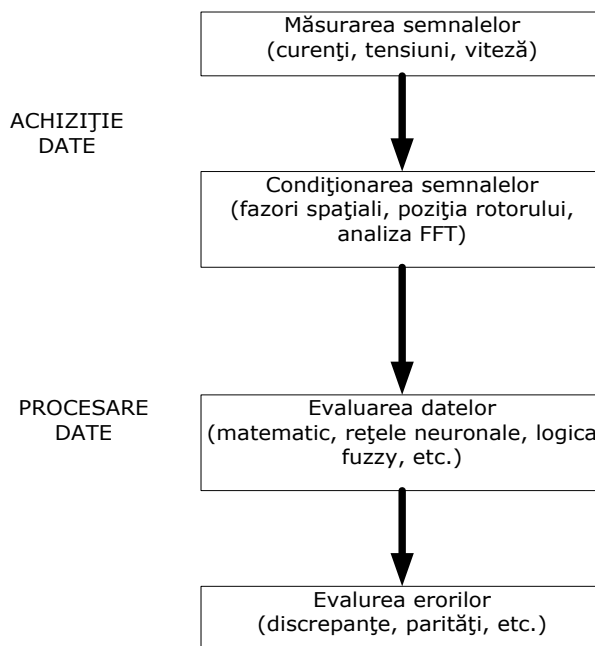 Măsurarea semnalelor
(curenţi, tensiuni, viteză)
ACHIZIŢIE
DATE
Condiţionarea semnalelor
(fazori spaţiali, poziţia rotorului,
analiza FFT)
PROCESARE
DATE
Evaluarea datelor
(matematic, reţele neuronale, logica
fuzzy, etc.)
Evalurea erorilor
(discrepanţe, parităţi, etc.)